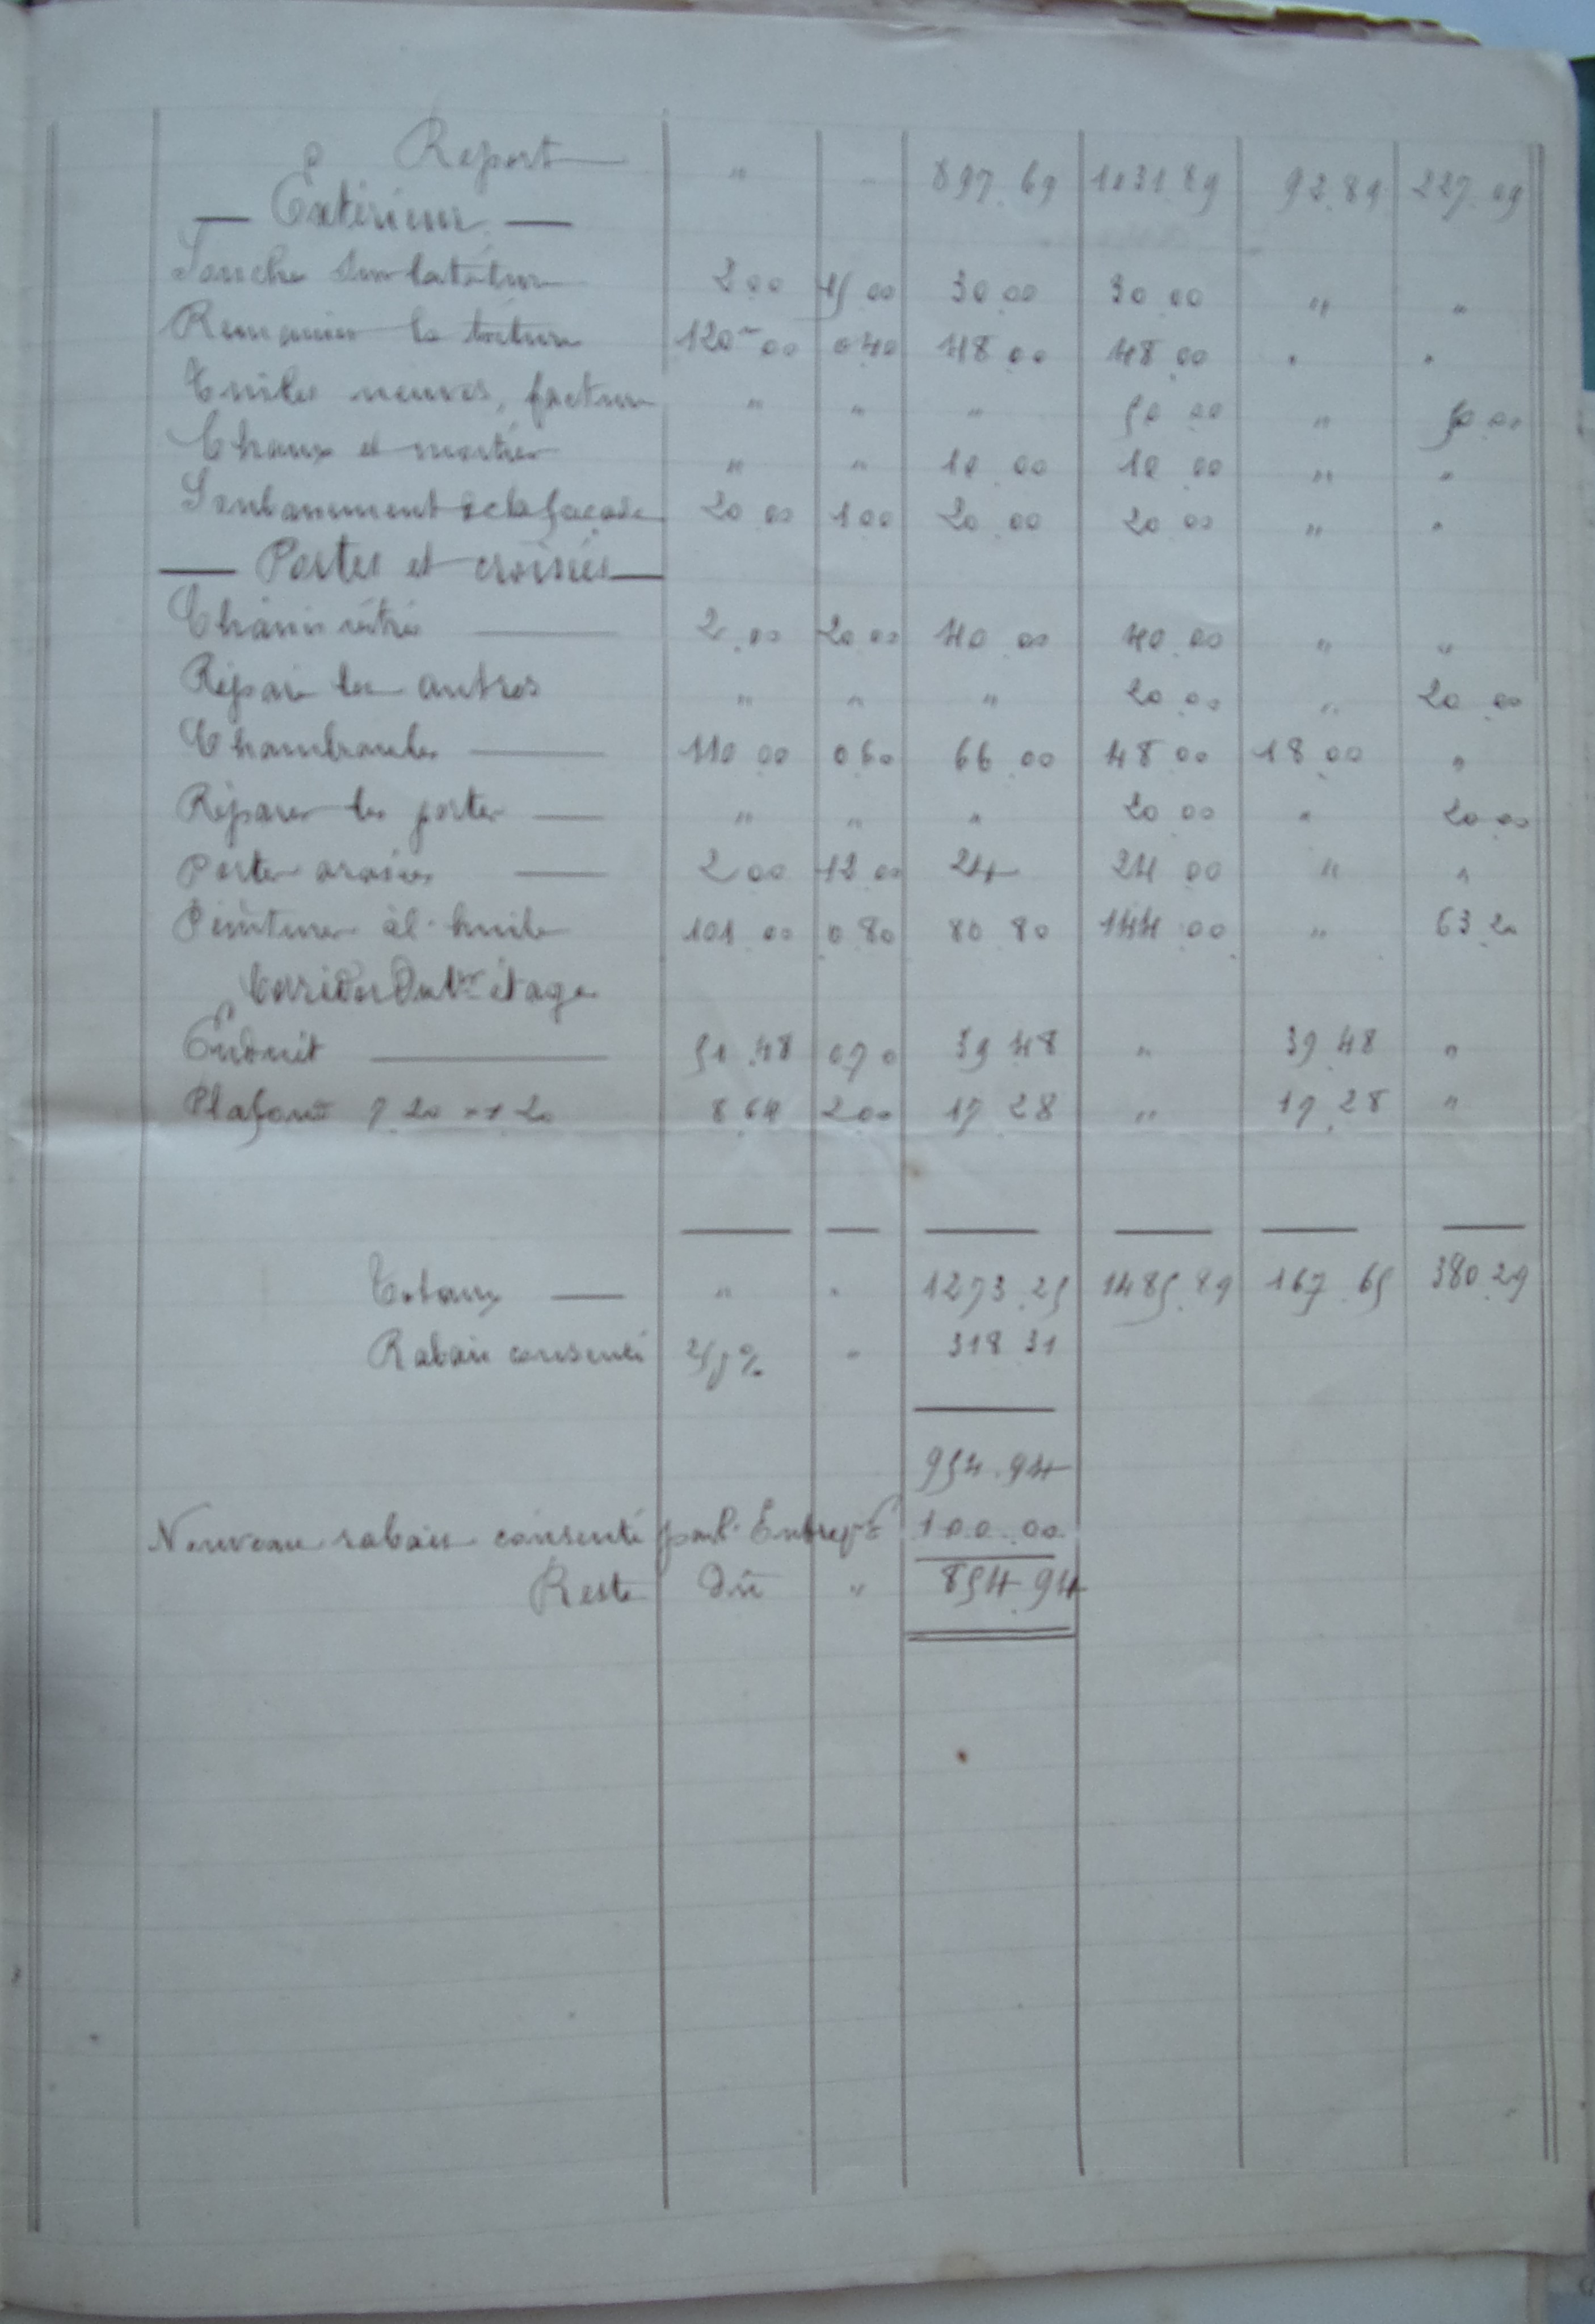 Report " " 897.69 1031.89 92.89 227.09
— Extérieur —
Souche sur la toiture 2 00 15 00 30 00 30 00 " "
Remanier la toiture 120m 00 0 40 48 00 48 00 " "
Tuiles neuves, facture " " " 50 00 " 50 00
Chaux et mortier " " 10 00 10 00 " "
Soubassement de la façade 20 00 1 00 20 00 20 00 " "
— Portes et croisées —
Chassis vitrés — 2.00 20 00 40 00 40.00 " "
Réparer les autres " " " 20 00 " 20 00
Chambranles — 110 00 0 60 66 00 48 00 18 00 "
Réparer les portes — " " " 20 00 " 20 00
Portes — 2 00 12 00 24 24 00 " "
Peinture à l'huile 101 00 0 80 80 80 144 00 " 63 20
Corridor du 1er étage
Enduit — 51.48 0 70 39 48 " 39 48 "
Plafond 7 20 × 1 20 8 64 2 00 17 28 " 17.28 "
Totaux — " " 1273.25 1485.89 167.65 380.29
Rabais consenti 25 % " 318 31
954.94
Nouveau rabais consenti par l'Entrepr 100.00
Reste dû " 854.94